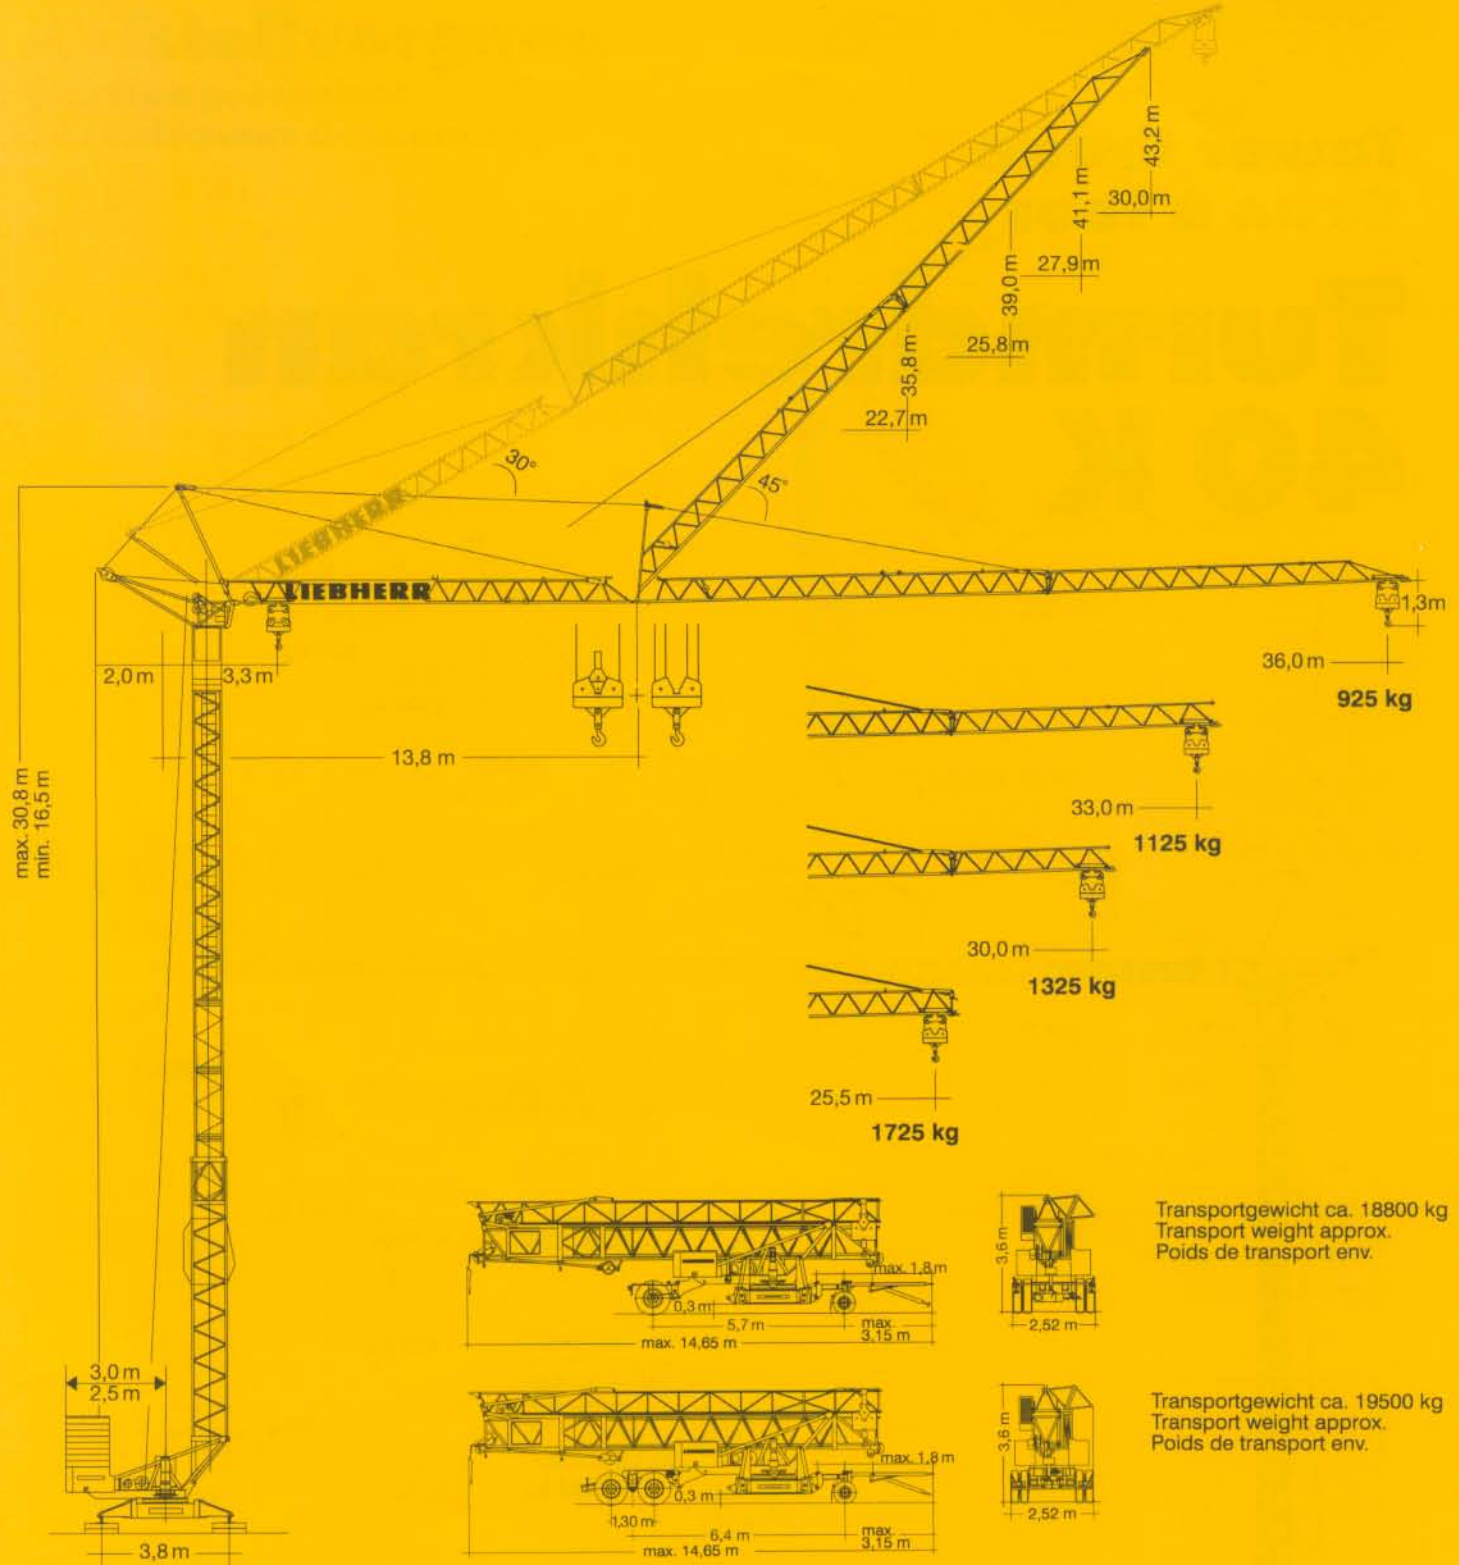 43,2 m
30,0 m
41,1 m
27,9 m
39,0 m
25,8 m
35,8 m
22,7 m
30°
45°
LIEBHERR
LIEBHERR
1,3m
36,0 m
925 kg
2,0 m
3,3 m
13,8 m
max. 30,8 m
min. 16,5 m
33,0 m
1125 kg
30,0 m
1325 kg
25,5 m
1725 kg
Transportgewicht ca. 18800 kg
Transport weight approx.
Poids de transport env.
max. 1,8 m
0,3 m
5,7 m
max.
3,15 m
max. 14,65 m
3,6 m
2,52 m
3,0 m
2,5 m
3,8 m
Transportgewicht ca. 19500 kg
Transport weight approx.
Poids de transport env.
max. 1,8 m
0,3 m
1,30 m
6,4 m
max.
3,15 m
max. 14,65 m
3,6 m
2,52 m